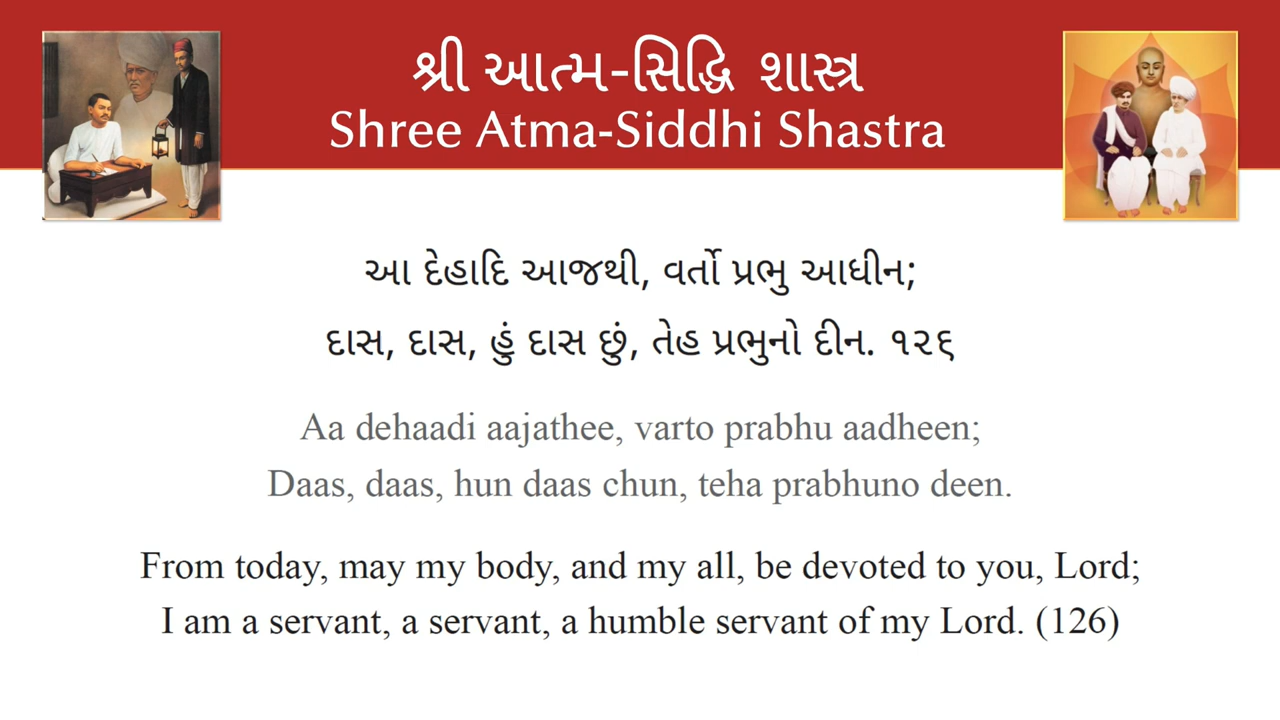 શ્રી આત્મ-સિદ્ધિ શાસ્ત્ર
Shree Atma-Siddhi Shastra
આ દેહાદિ આજથી, વર્તો પ્રભુ આધીન;
દાસ, દાસ, હું દાસ છું, તેહ પ્રભુનો દીન. ૧૨૬
Aa dehaadi aajathee, varto prabhu aadheen;
Daas, daas, hun daas chun, teha prabhuno deen.
From today, may my body, and my all, be devoted to you, Lord;
I am a servant, a servant, a humble servant of my Lord. (126)